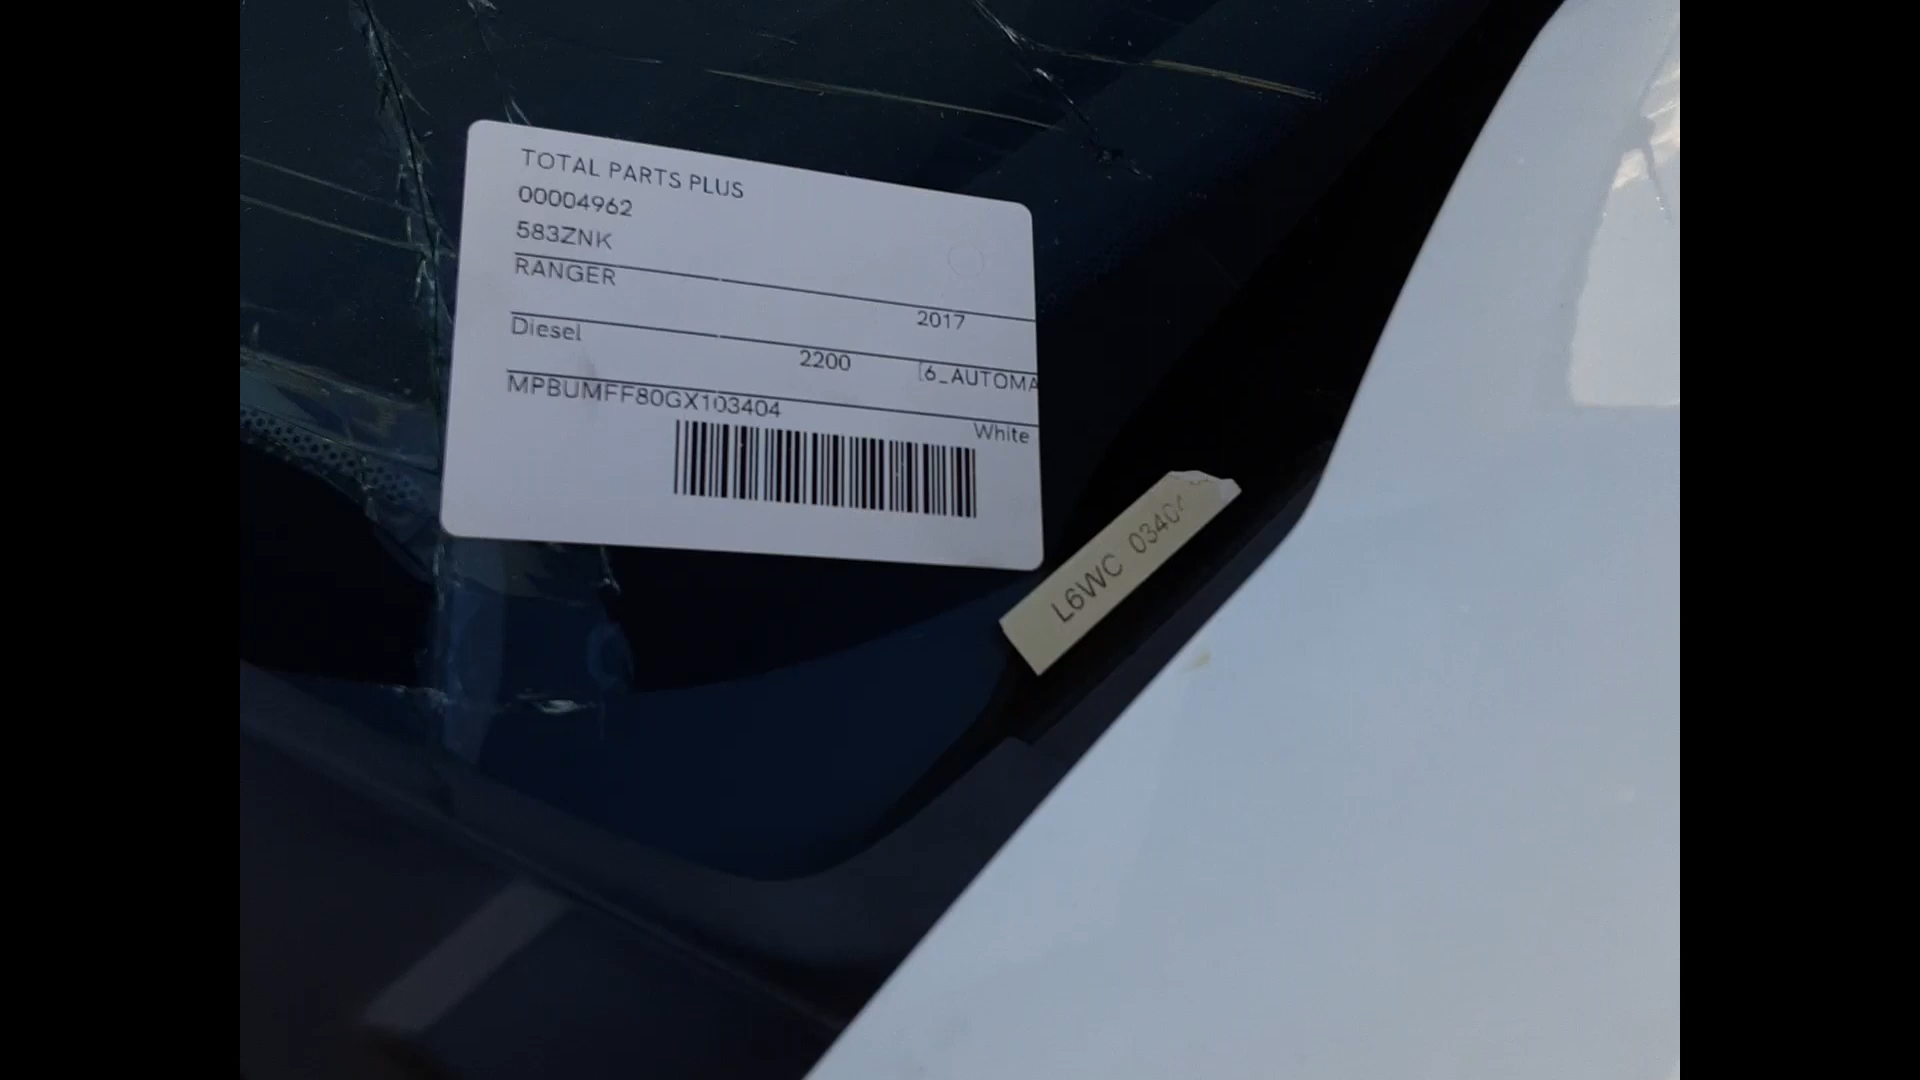 TOTAL PARTS PLUS
00004962
583ZNK
RANGER
2017
Diesel 2200 [6_AUTOMA
MPBUMFF80GX103404
White
L6WC 0340